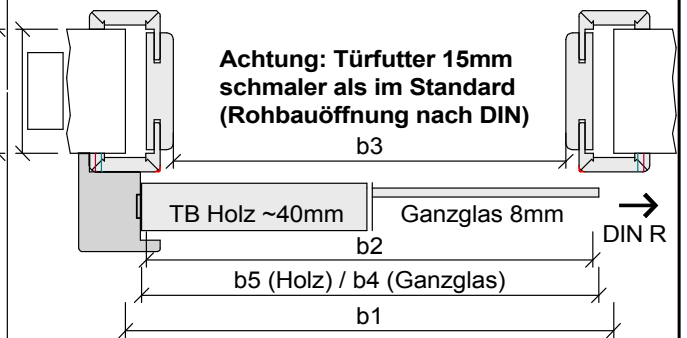 Achtung: Türfutter 15mm
schmaler als im Standard
(Rohbauöffnung nach DIN)
b3
TB Holz ~40mm
Ganzglas 8mm
DIN R
b2
b5 (Holz) / b4 (Ganzglas)
b1